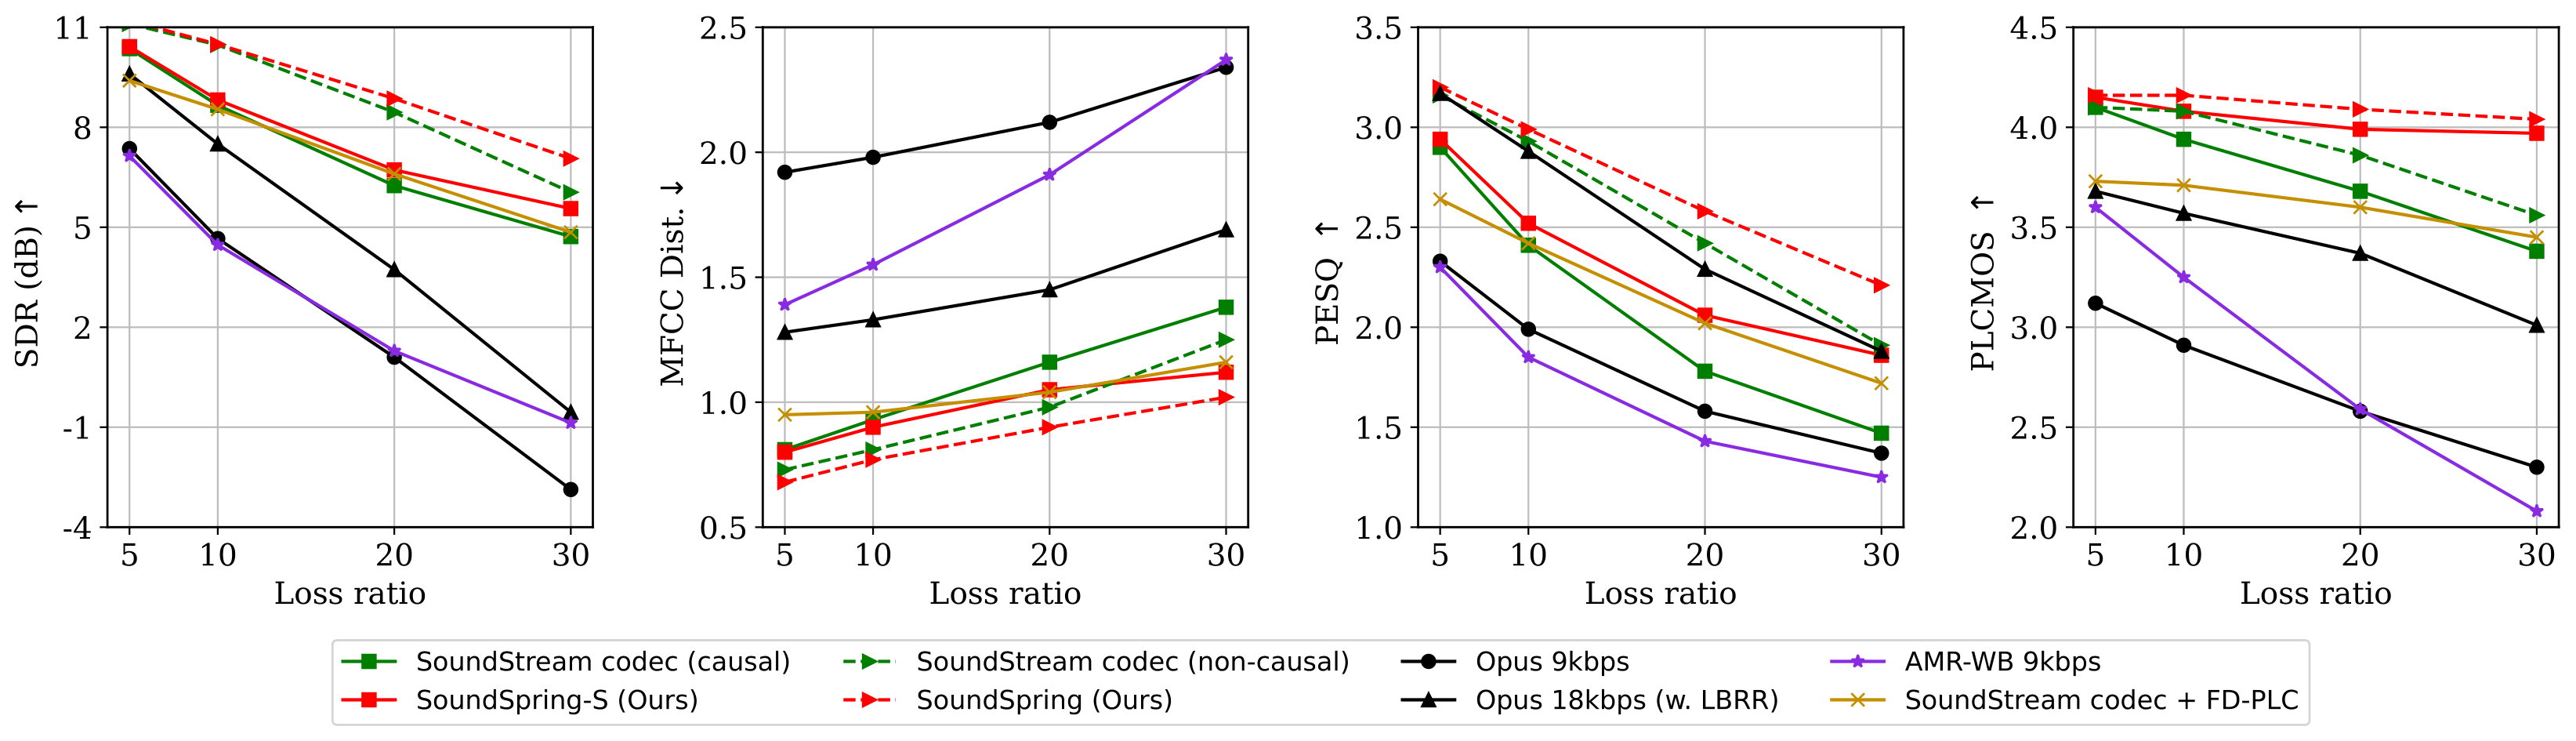 SDR (dB) ↑
11
8
5
2
-1
-4
5 10 20 30
Loss ratio
MFCC Dist. ↓
2.5
2.0
1.5
1.0
0.5
5 10 20 30
Loss ratio
PESQ ↑
3.5
3.0
2.5
2.0
1.5
1.0
5 10 20 30
Loss ratio
PLCMOS ↑
4.5
4.0
3.5
3.0
2.5
2.0
5 10 20 30
Loss ratio
SoundStream codec (causal) SoundStream codec (non-causal) Opus 9kbps AMR-WB 9kbps
SoundSpring-S (Ours) SoundSpring (Ours) Opus 18kbps (w. LBRR) SoundStream codec + FD-PLC